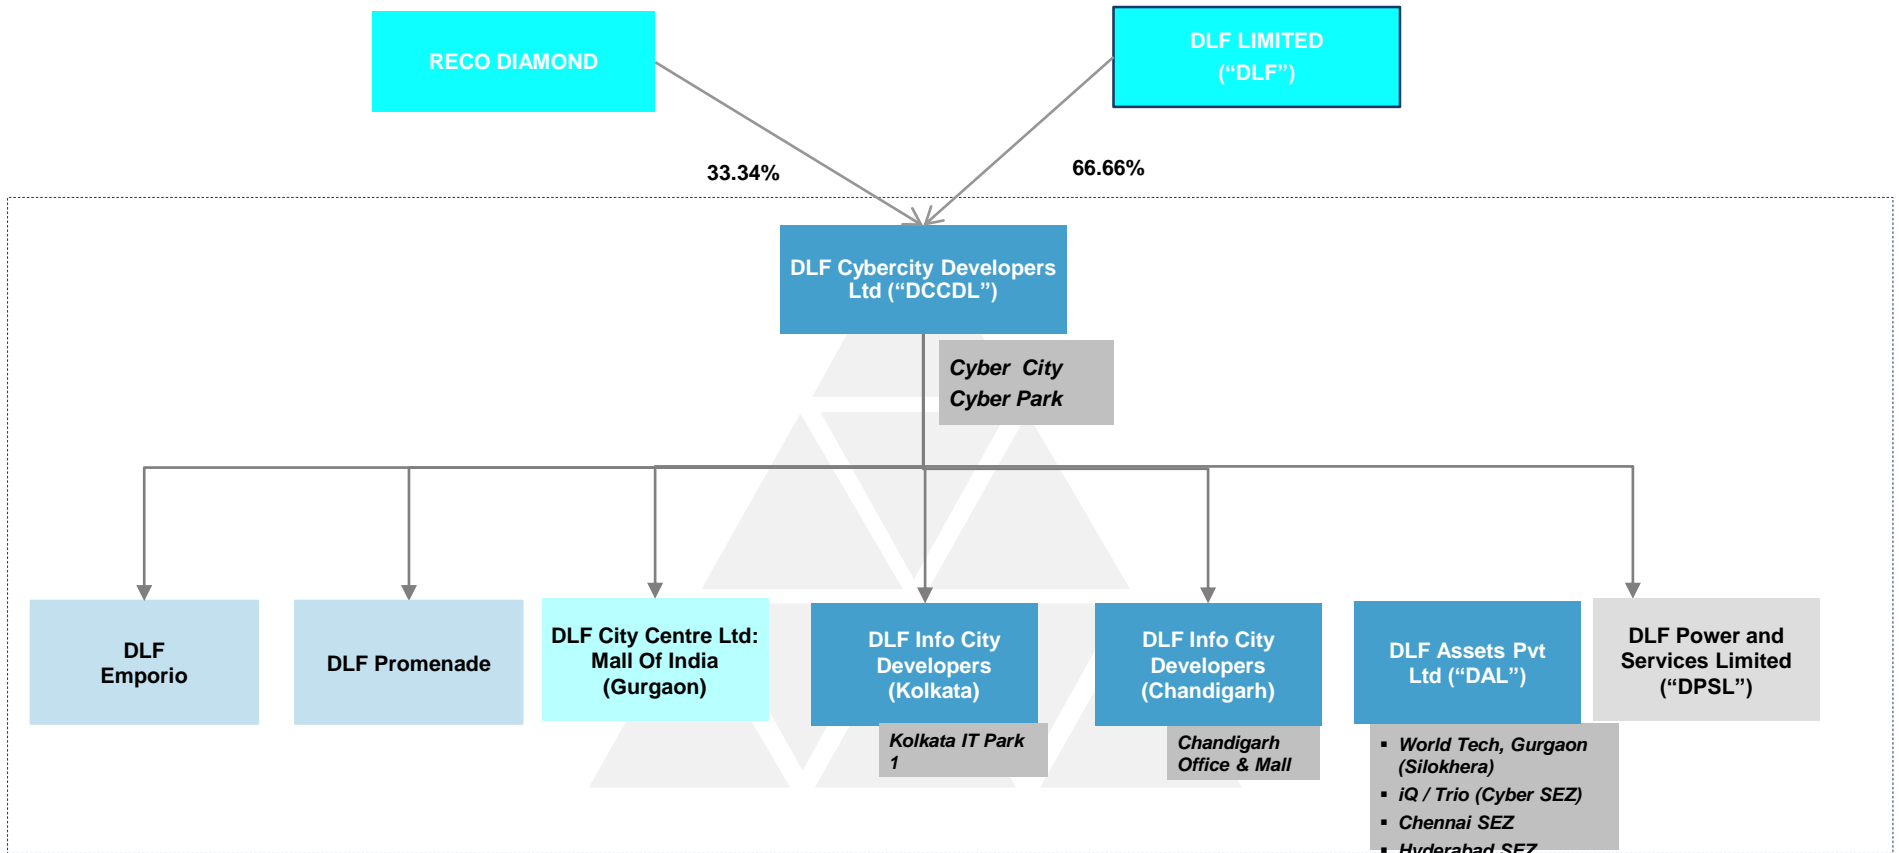 RECO DIAMOND
DLF LIMITED
(“DLF”)
33.34%
66.66%
DLF Cybercity Developers
Ltd (“DCCDL”)
Cyber City
Cyber Park
DLF
Emporio
DLF Promenade
DLF City Centre Ltd:
Mall Of India
(Gurgaon)
DLF Info City
Developers
(Kolkata)
Kolkata IT Park
1
DLF Info City
Developers
(Chandigarh)
Chandigarh
Office & Mall
DLF Assets Pvt
Ltd (“DAL”)
▪ World Tech, Gurgaon
(Silokhera)
▪ iQ / Trio (Cyber SEZ)
▪ Chennai SEZ
▪ Hyderabad SEZ
DLF Power and
Services Limited
(“DPSL”)